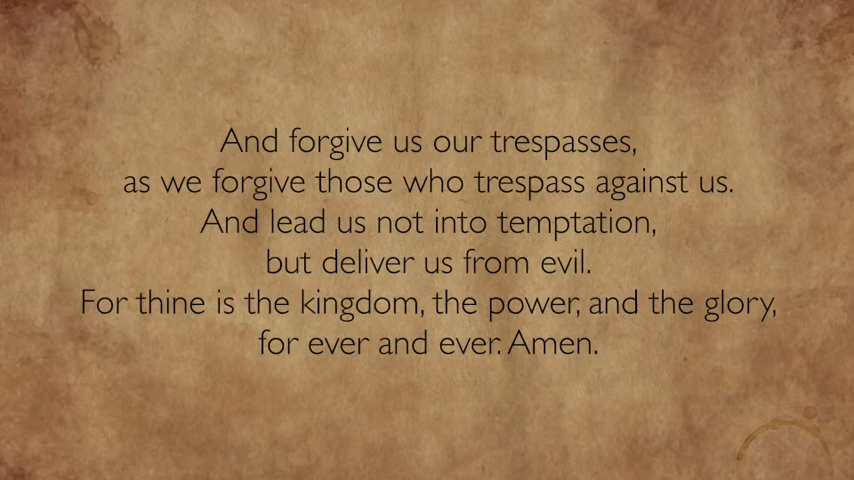 And forgive us our trespasses,
as we forgive those who trespass against us.
And lead us not into temptation,
but deliver us from evil.
For thine is the kingdom, the power, and the glory,
for ever and ever. Amen.